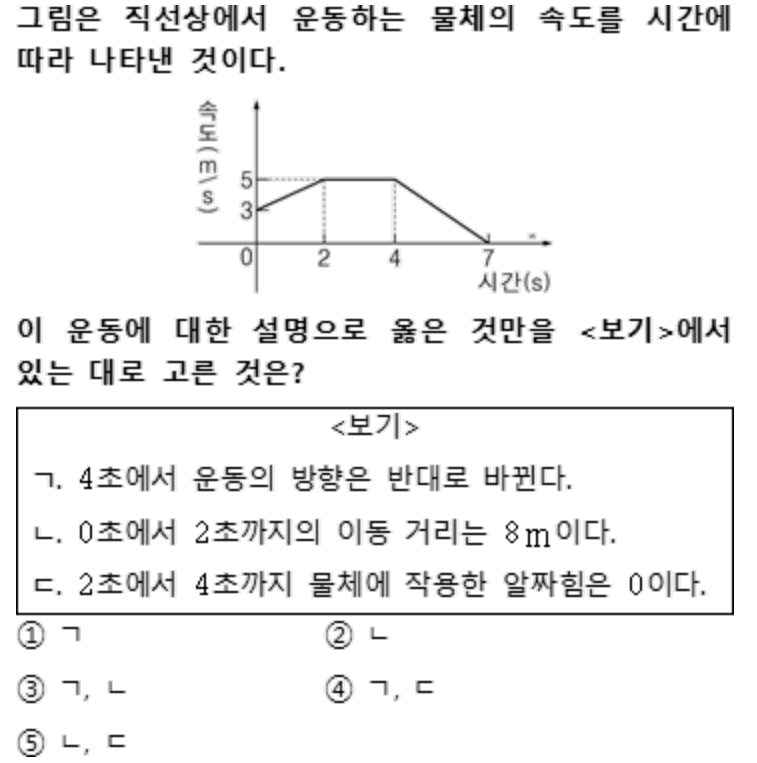 그림은 직선상에서 운동하는 물체의 속도를 시간에
따라 나타낸 것이다.
속도(m\s)
5
3
0 2 4 7
시간(s)
이 운동에 대한 설명으로 옳은 것만을 <보기>에서
있는 대로 고른 것은?
<보기>
ㄱ. 4초에서 운동의 방향은 반대로 바뀐다.
ㄴ. 0초에서 2초까지의 이동 거리는 8m이다.
ㄷ. 2초에서 4초까지 물체에 작용한 알짜힘은 0이다.
① ㄱ ② ㄴ
③ ㄱ, ㄴ ④ ㄱ, ㄷ
⑤ ㄴ, ㄷ